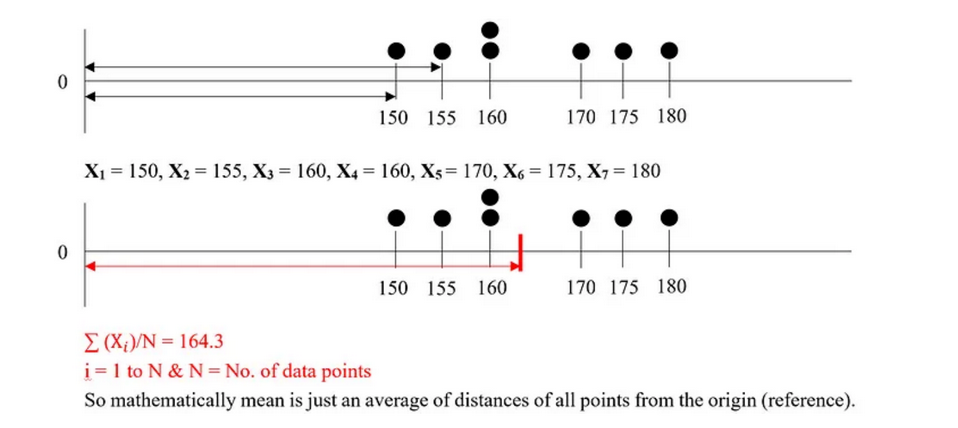 0
150 155 160 170 175 180
X₁ = 150, X₂ = 155, X₃ = 160, X₄ = 160, X₅ = 170, X₆ = 175, X₇ = 180
0
150 155 160 170 175 180
∑ (Xᵢ)/N = 164.3
i = 1 to N & N = No. of data points
So mathematically mean is just an average of distances of all points from the origin (reference).